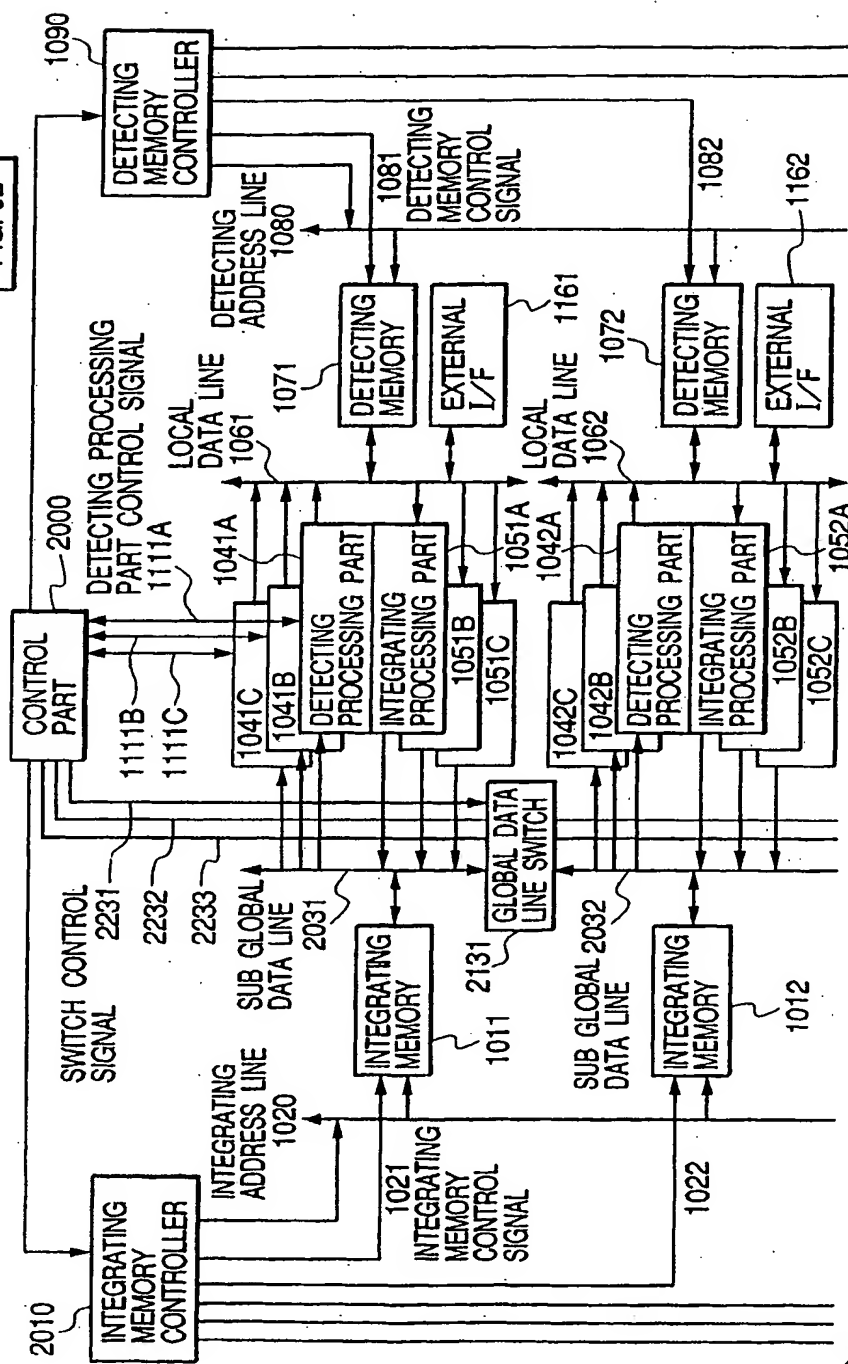 1090
DETECTING
MEMORY
CONTROLLER
DETECTING
ADDRESS LINE
1080
1081
DETECTING
MEMORY
CONTROL
SIGNAL
1082
1071
DETECTING
MEMORY
EXTERNAL
I/F
1161
1072
DETECTING
MEMORY
EXTERNAL
I/F
1162
2000
CONTROL
PART
DETECTING PROCESSING
PART CONTROL SIGNAL
1111A
1111B
1111C
LOCAL
DATA LINE
1061
1041A
1041C
1041B
DETECTING
PROCESSING PART
INTEGRATING
PROCESSING PART
1051A
1051B
1051C
LOCAL
DATA LINE
1062
1042A
1042C
1042B
DETECTING
PROCESSING PART
INTEGRATING
PROCESSING PART
1052A
1052B
1052C
SWITCH CONTROL
SIGNAL
2231
2232
2233
SUB GLOBAL
DATA LINE
2031
GLOBAL DATA
LINE SWITCH
2131
SUB GLOBAL
DATA LINE
2032
2010
INTEGRATING
MEMORY
CONTROLLER
INTEGRATING
ADDRESS LINE
1020
1021
INTEGRATING
MEMORY
CONTROL
SIGNAL
1022
INTEGRATING
MEMORY
1011
INTEGRATING
MEMORY
1012